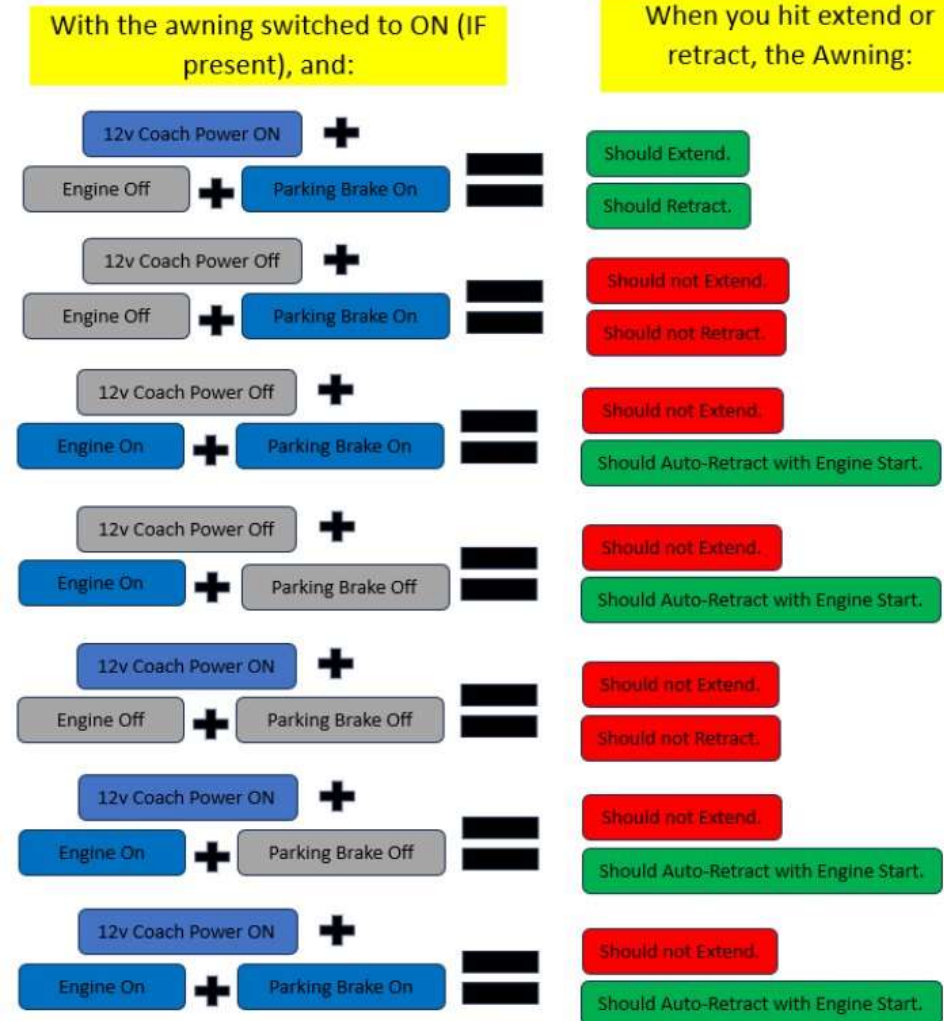 With the awning switched to ON (IF
present), and:
When you hit extend or
retract, the Awning:
12v Coach Power ON
Engine Off
Parking Brake On
Should Extend.
Should Retract.
12v Coach Power Off
Engine Off
Parking Brake On
Should not Extend.
Should not Retract.
12v Coach Power Off
Engine On
Parking Brake On
Should not Extend.
Should Auto-Retract with Engine Start.
12v Coach Power Off
Engine On
Parking Brake Off
Should not Extend.
Should Auto-Retract with Engine Start.
12v Coach Power ON
Engine Off
Parking Brake Off
Should not Extend.
Should not Retract.
12v Coach Power ON
Engine On
Parking Brake Off
Should not Extend.
Should Auto-Retract with Engine Start.
12v Coach Power ON
Engine On
Parking Brake On
Should not Extend.
Should Auto-Retract with Engine Start.